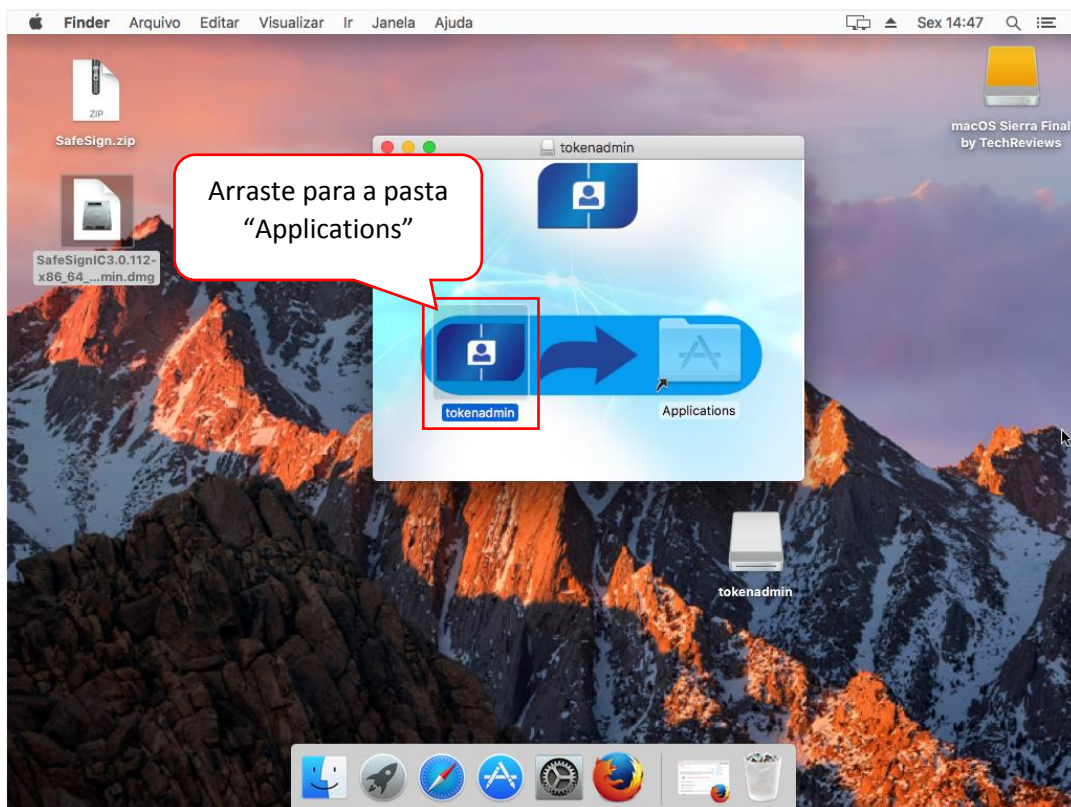 Finder Arquivo Editar Visualizar Ir Janela Ajuda Sex 14:47
ZIP
SafeSign.zip
macOS Sierra Final
by TechReviews
tokenadmin
Arraste para a pasta
“Applications”
SafeSignIC3.0.112-
x86_64_...min.dmg
tokenadmin
Applications
tokenadmin